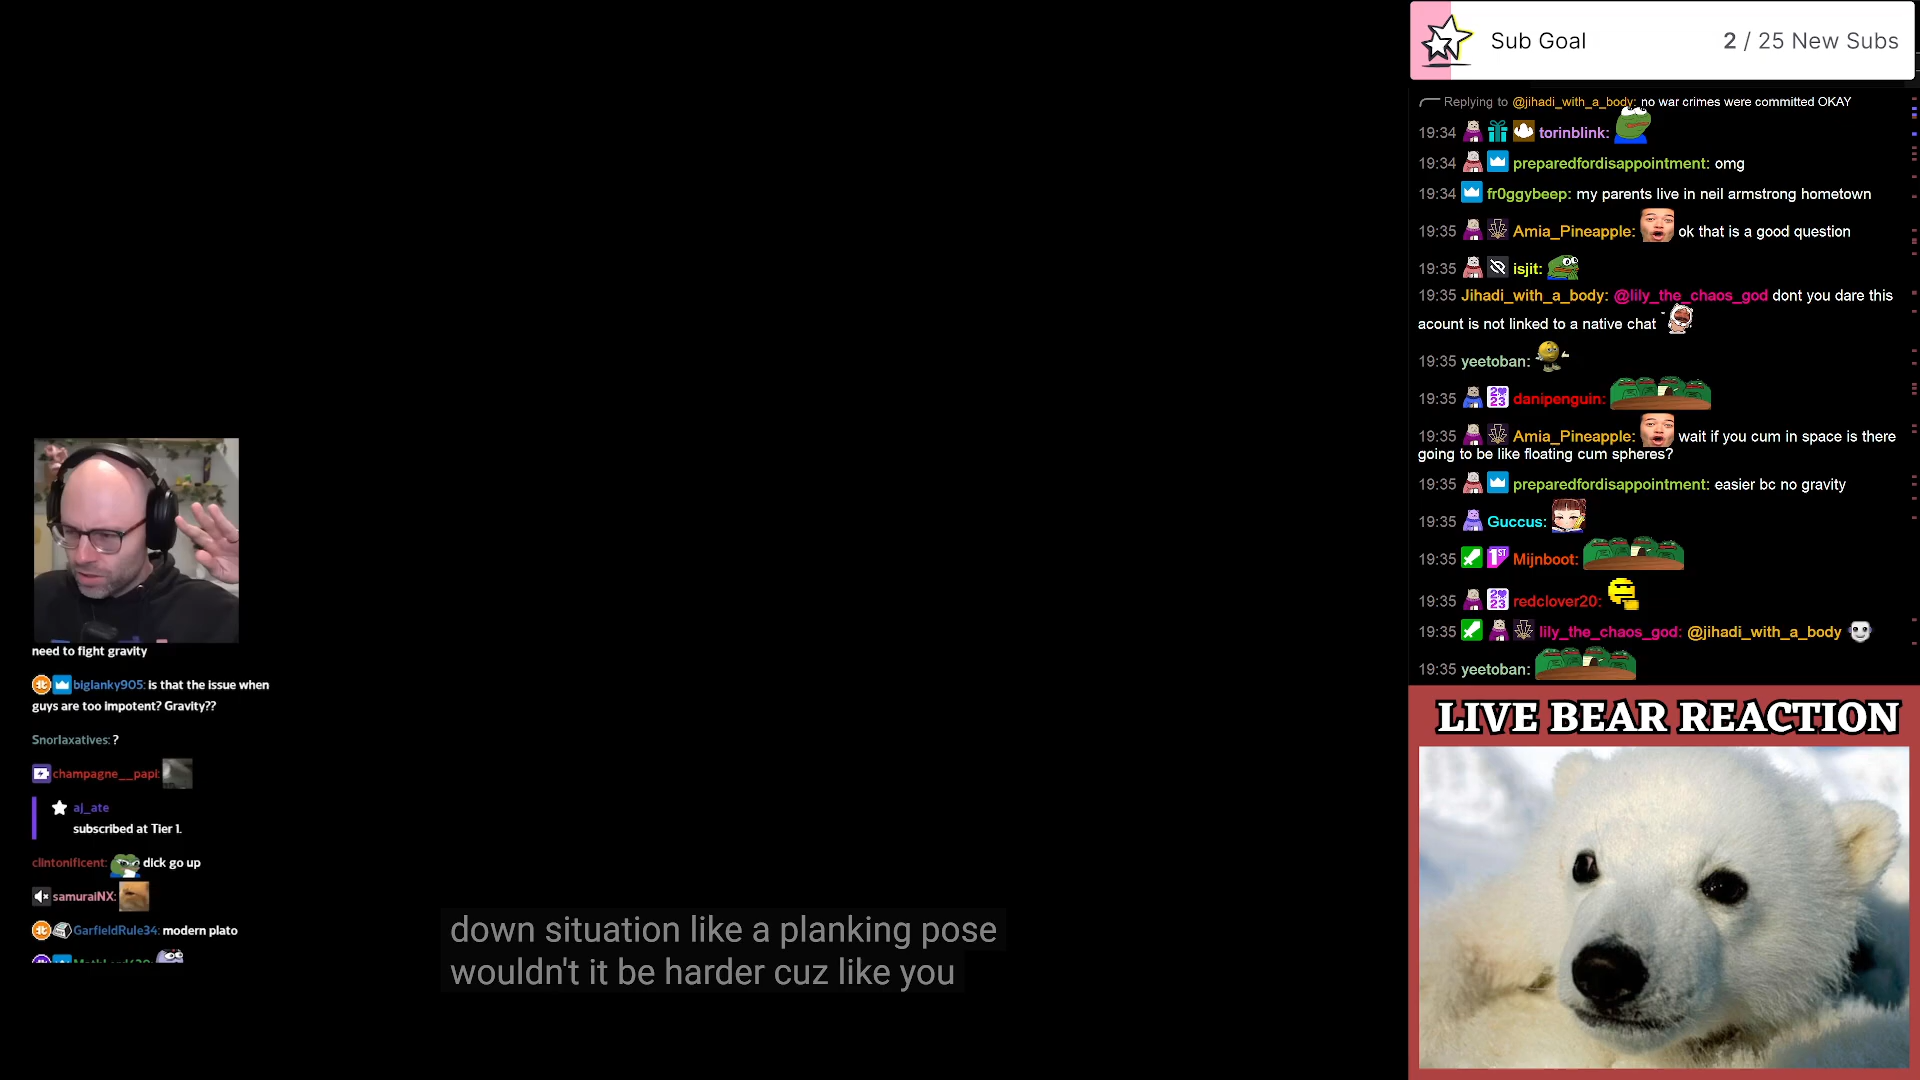 Sub Goal
2 / 25 New Subs
Replying to @jihadi_with_a_body: no war crimes were committed OKAY
19:34 torinblink:
19:34 preparedfordisappointment: omg
19:34 fr0ggybeep: my parents live in neil armstrong hometown
19:35 Amia_Pineapple: ok that is a good question
19:35 isjit:
19:35 Jihadi_with_a_body: @lily_the_chaos_god dont you dare this
acount is not linked to a native chat
19:35 yeetoban:
19:35 danipenguin:
19:35 Amia_Pineapple: wait if you cum in space is there
going to be like floating cum spheres?
19:35 preparedfordisappointment: easier bc no gravity
19:35 Guccus:
19:35 Mijnboot:
19:35 redclover20:
19:35 lily_the_chaos_god: @jihadi_with_a_body
19:35 yeetoban:
LIVE BEAR REACTION
need to fight gravity
biglanky905: is that the issue when
guys are too impotent? Gravity??
Snorlaxatives: ?
champagne__papi:
aj_ate
subscribed at Tier 1.
clintonificent: dick go up
samuraiNX:
GarfieldRule34: modern plato
down situation like a planking pose
wouldn't it be harder cuz like you